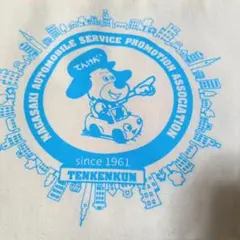 NAGASAKI AUTOMOBILE SERVICE PROMOTION ASSOCIATION
てんけん
since 1961
TENKENKUN